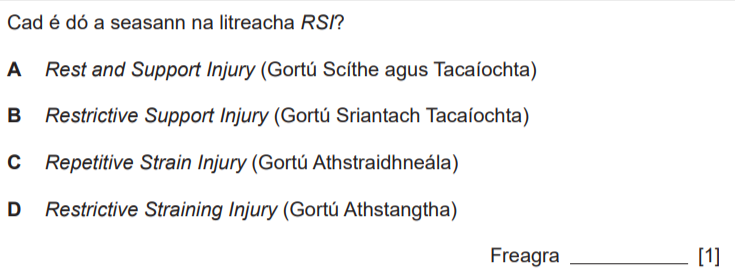 Cad é dó a seasann na litreacha RSI?
A Rest and Support Injury (Gortú Scíthe agus Tacaíochta)
B Restrictive Support Injury (Gortú Sriantach Tacaíochta)
C Repetitive Strain Injury (Gortú Athstraidhneála)
D Restrictive Straining Injury (Gortú Athstangtha)
Freagra ____________ [1]